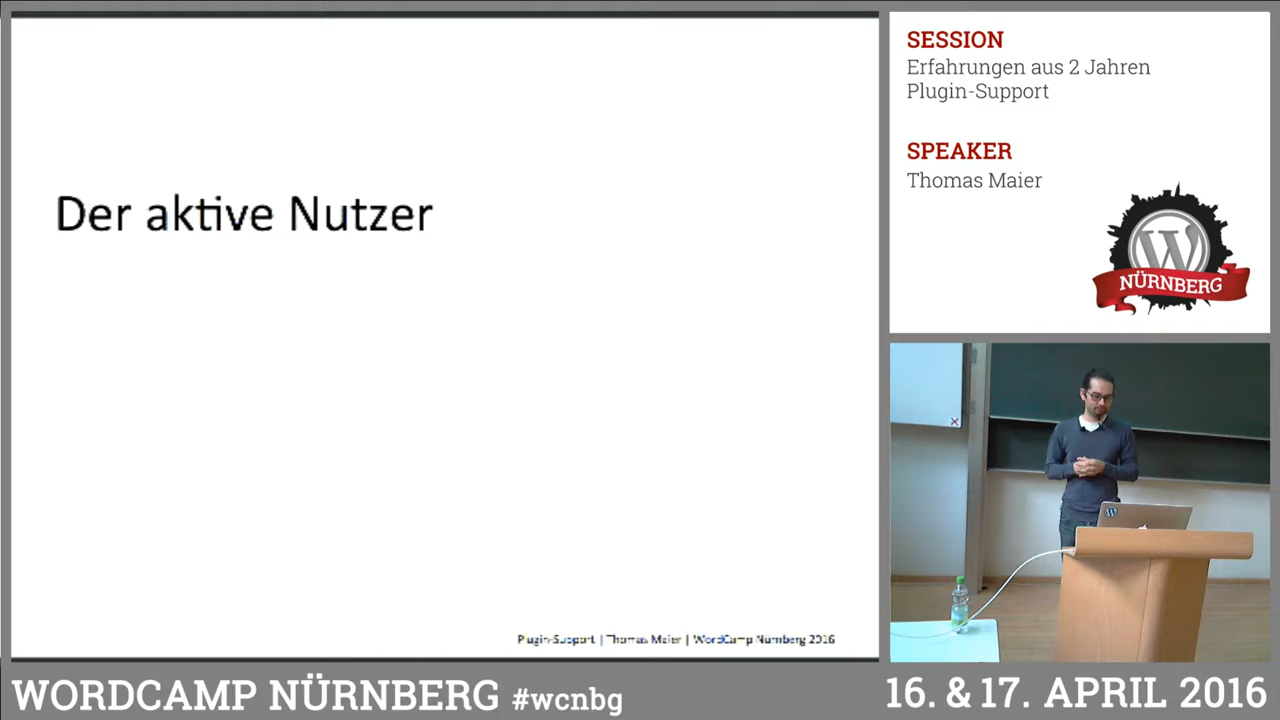 Der aktive Nutzer
Plugin-Support | Thomas Maier | WordCamp Nürnberg 2016
SESSION
Erfahrungen aus 2 Jahren
Plugin-Support
SPEAKER
Thomas Maier
W
NÜRNBERG
WORDCAMP NÜRNBERG #wcnbg
16. & 17. APRIL 2016